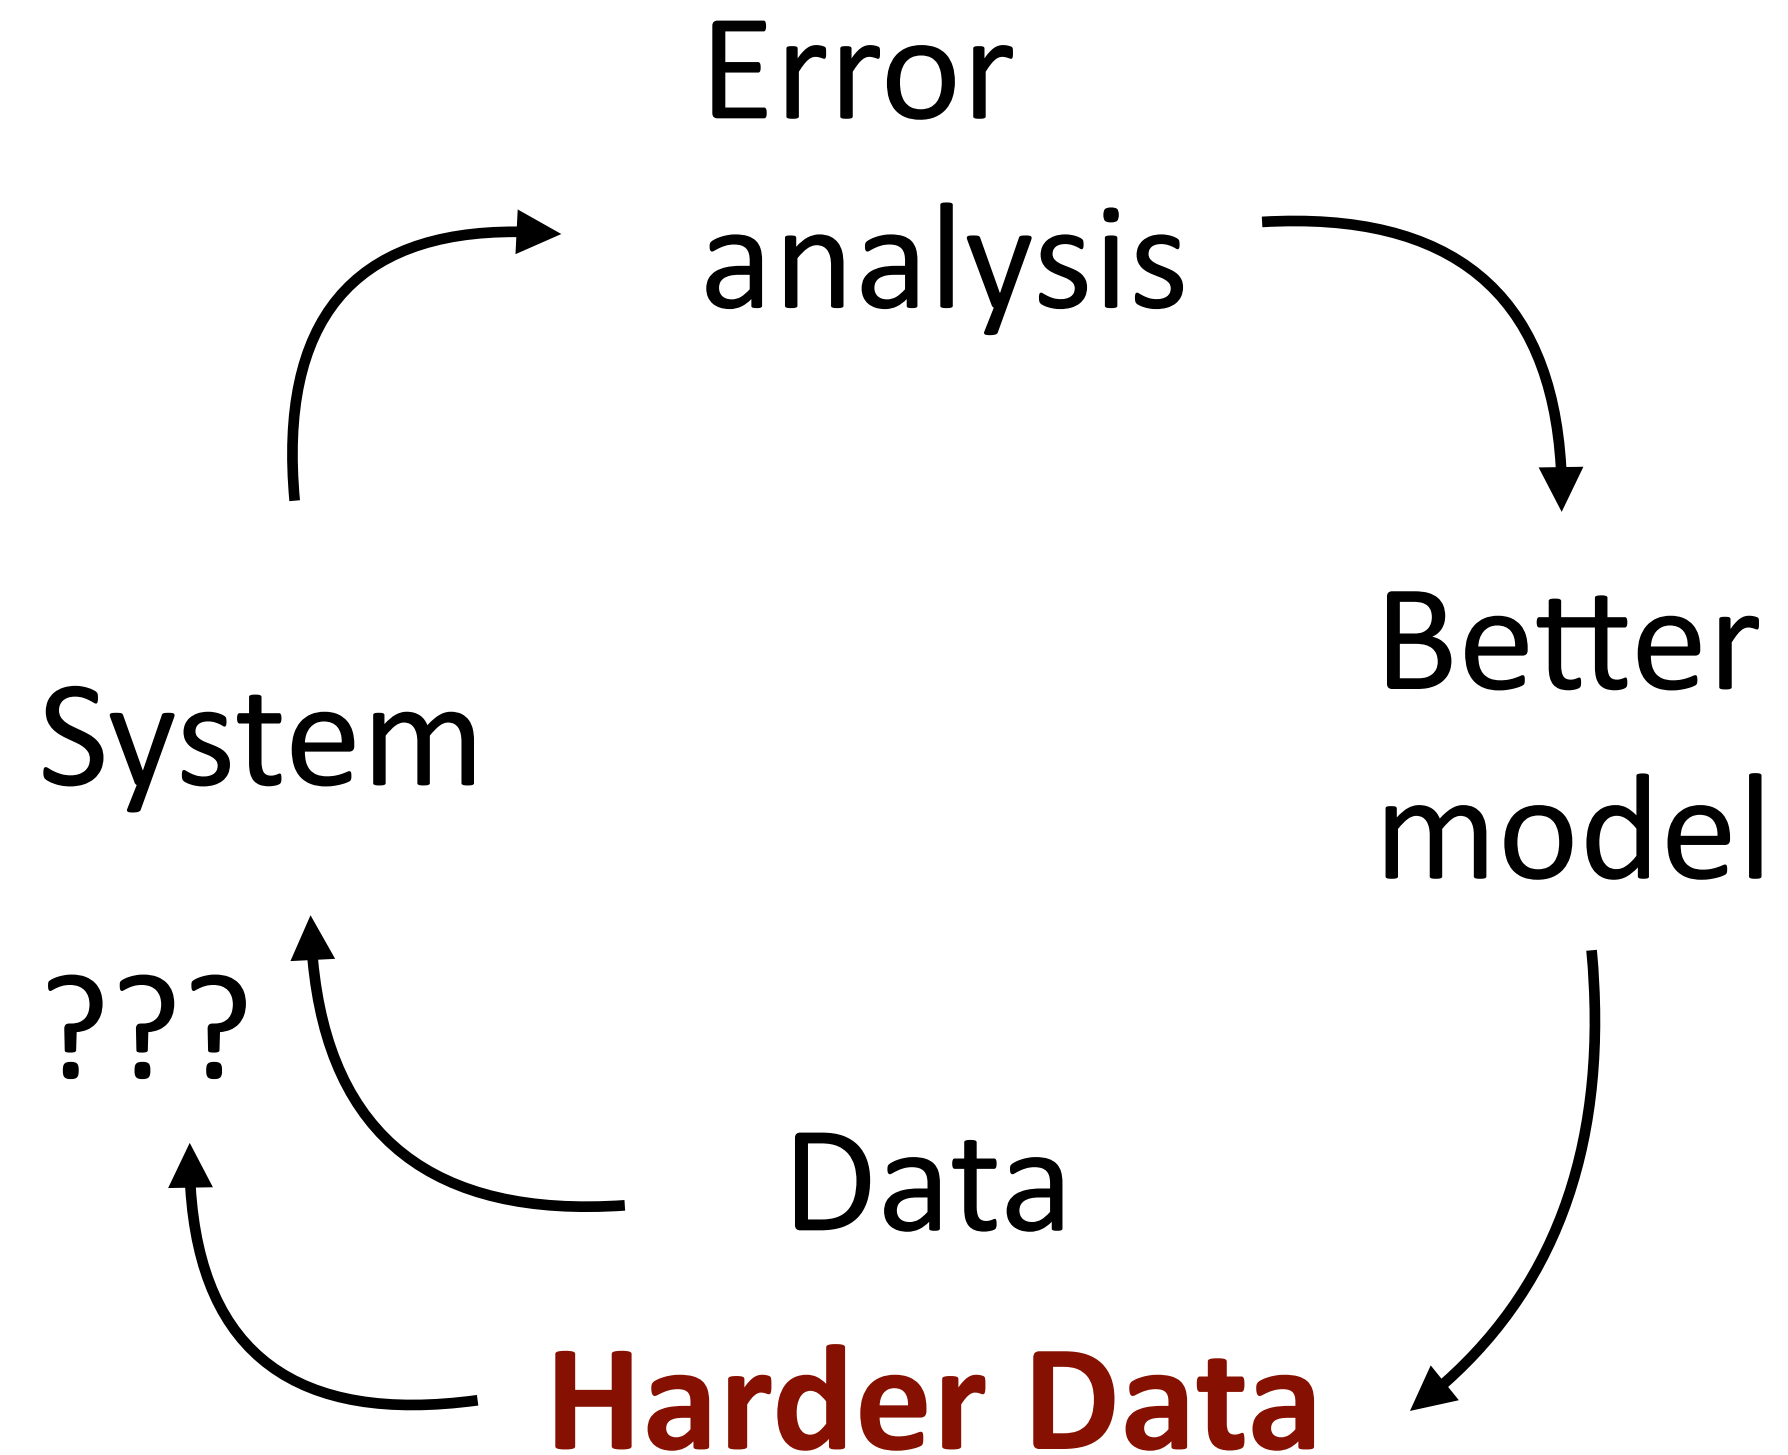 Error
analysis
Better
model
System
???
Data
Harder Data